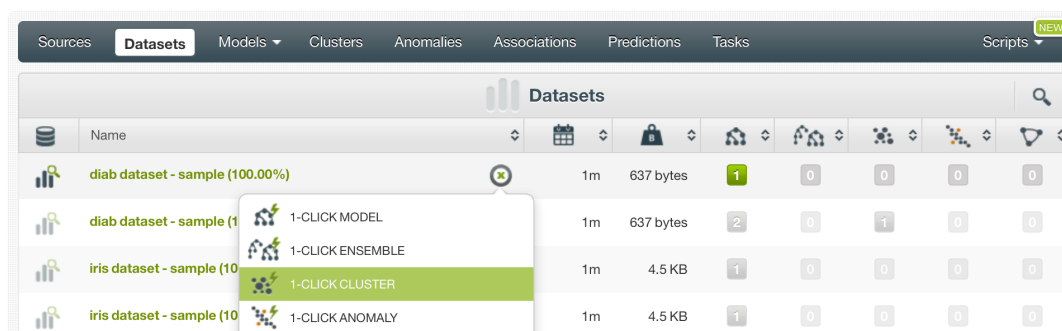 Sources Datasets Models Clusters Anomalies Associations Predictions Tasks Scripts NEW
Datasets
Name B
diab dataset - sample (100.00%) 1m 637 bytes 1 0 0 0 0
1-CLICK MODEL
diab dataset - sample (1 1m 637 bytes 2 0 1 0 0
1-CLICK ENSEMBLE
iris dataset - sample (10 1m 4.5 KB 1 0 0 0 0
1-CLICK CLUSTER
iris dataset - sample (10 1m 4.5 KB 1 0 0 0 0
1-CLICK ANOMALY